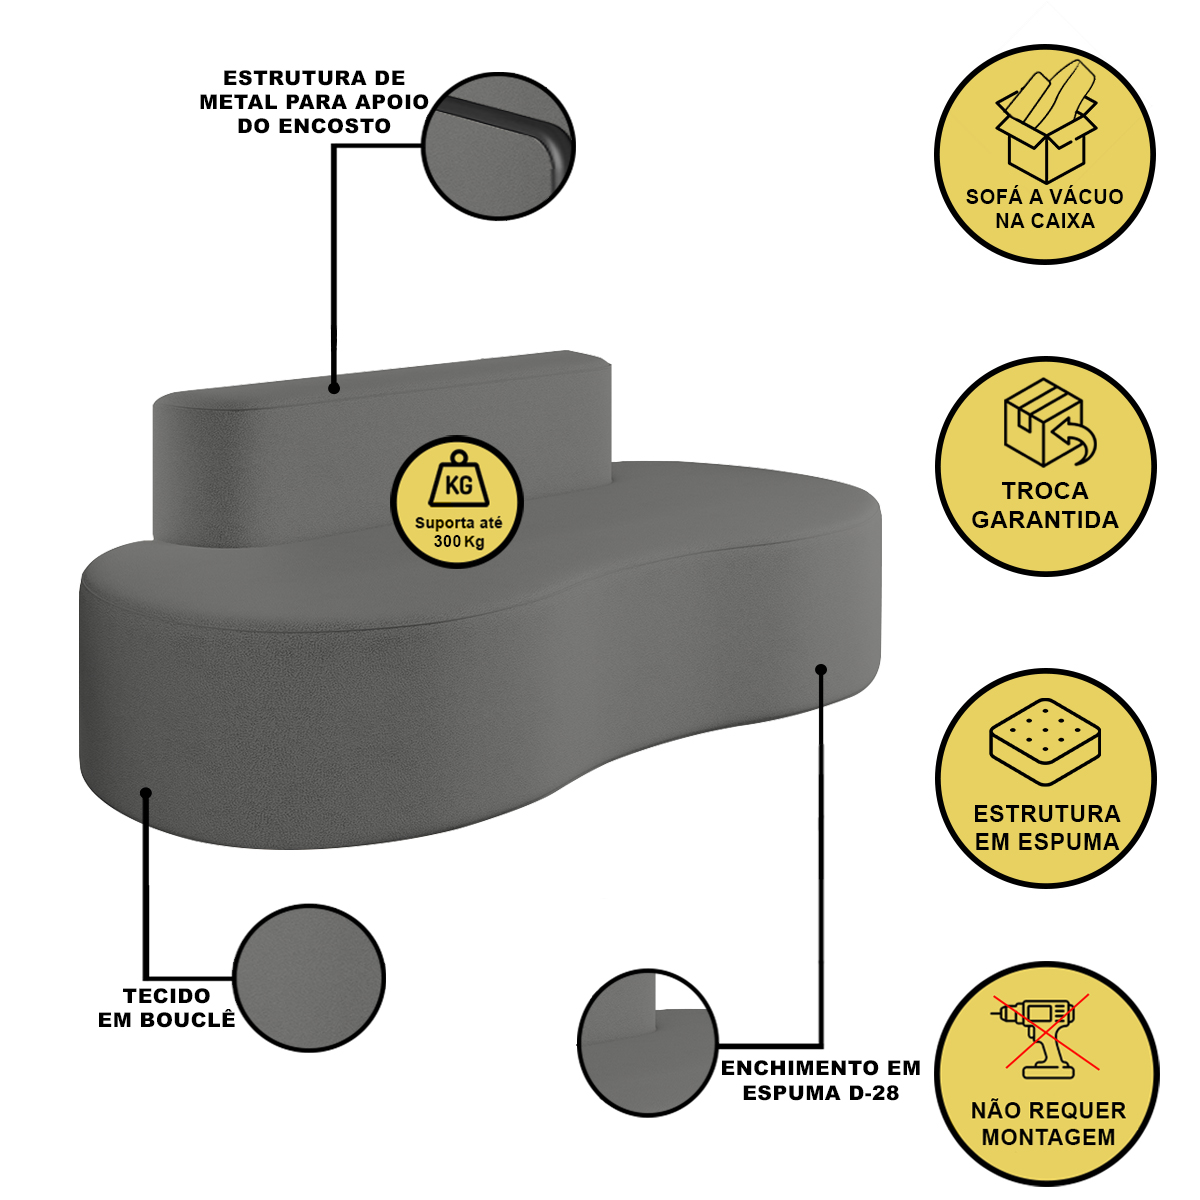 ESTRUTURA DE
METAL PARA APOIO
DO ENCOSTO
SOFÁ A VÁCUO
NA CAIXA
TROCA
GARANTIDA
KG
Suporta até
300 Kg
ESTRUTURA
EM ESPUMA
TECIDO
EM BOUCLÊ
ENCHIMENTO EM
ESPUMA D-28
NÃO REQUER
MONTAGEM